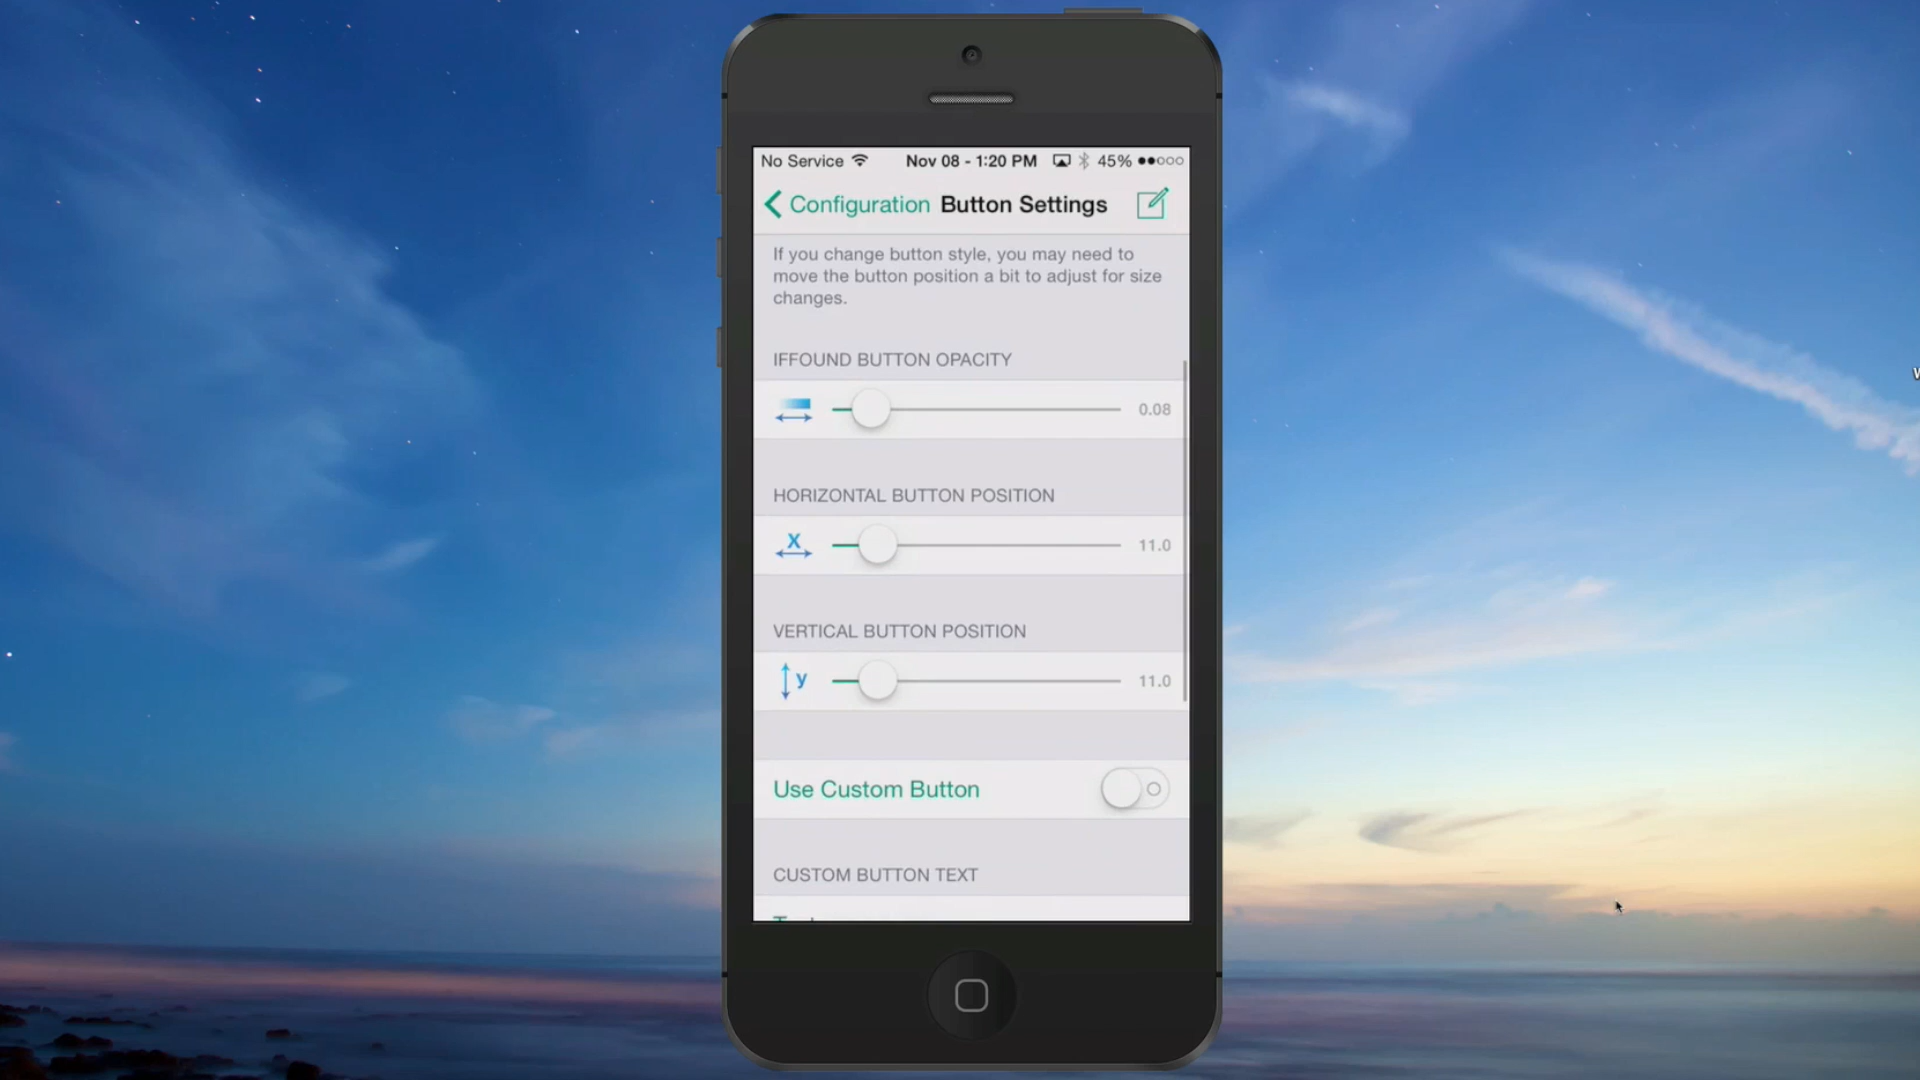 No Service Nov 08 - 1:20 PM 45%
Configuration Button Settings
If you change button style, you may need to
move the button position a bit to adjust for size
changes.
IFFOUND BUTTON OPACITY
0.08
HORIZONTAL BUTTON POSITION
X 11.0
VERTICAL BUTTON POSITION
y 11.0
Use Custom Button
CUSTOM BUTTON TEXT